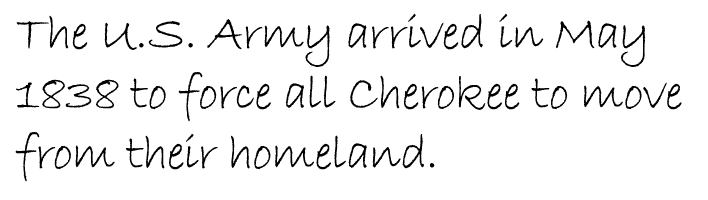 The U.S. Army arrived in May
1838 to force all Cherokee to move
from their homeland.